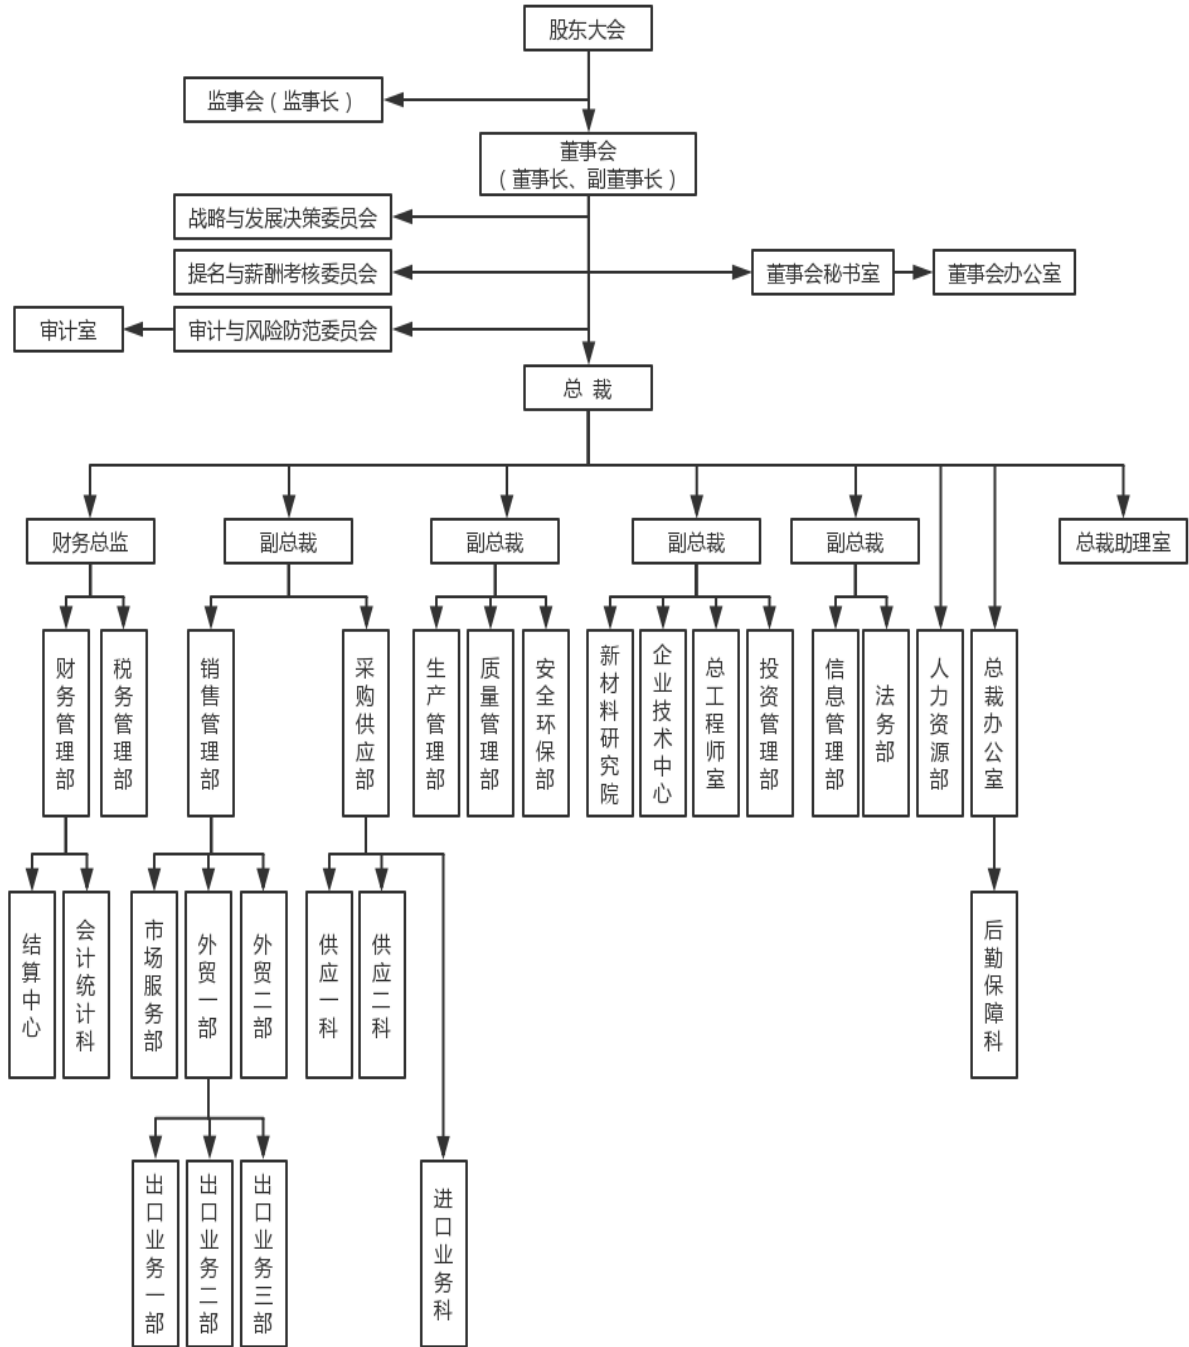 股东大会
监事会（监事长）
董事会
（董事长、副董事长）
战略与发展决策委员会
提名与薪酬考核委员会
董事会秘书室
董事会办公室
审计室
审计与风险防范委员会
总 裁
财务总监
副总裁
副总裁
副总裁
副总裁
总裁助理室
财务管理部
税务管理部
销售管理部
采购供应部
生产管理部
质量管理部
安全环保部
新材料研究院
企业技术中心
总工程师室
投资管理部
信息管理部
法务部
人力资源部
总裁办公室
结算中心
会计统计科
市场服务部
外贸一部
外贸二部
供应一科
供应二科
后勤保障科
出口业务一部
出口业务二部
出口业务三部
进口业务科